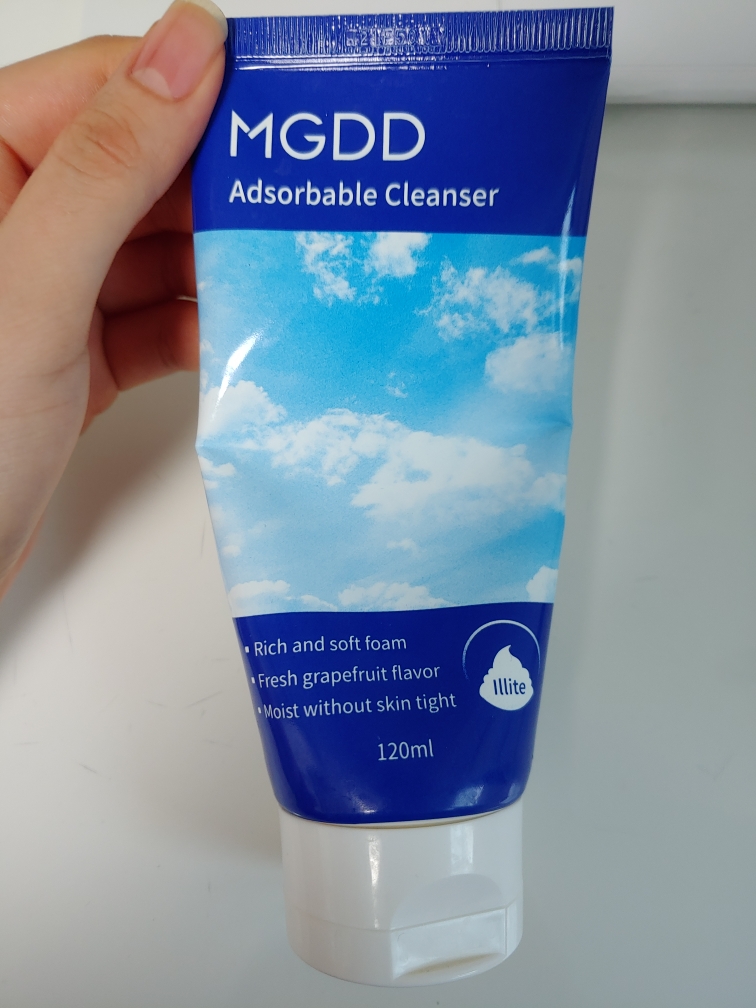 MGDD
Adsorbable Cleanser
▪ Rich and soft foam
▪ Fresh grapefruit flavor
▪ Moist without skin tight
Illite
120ml